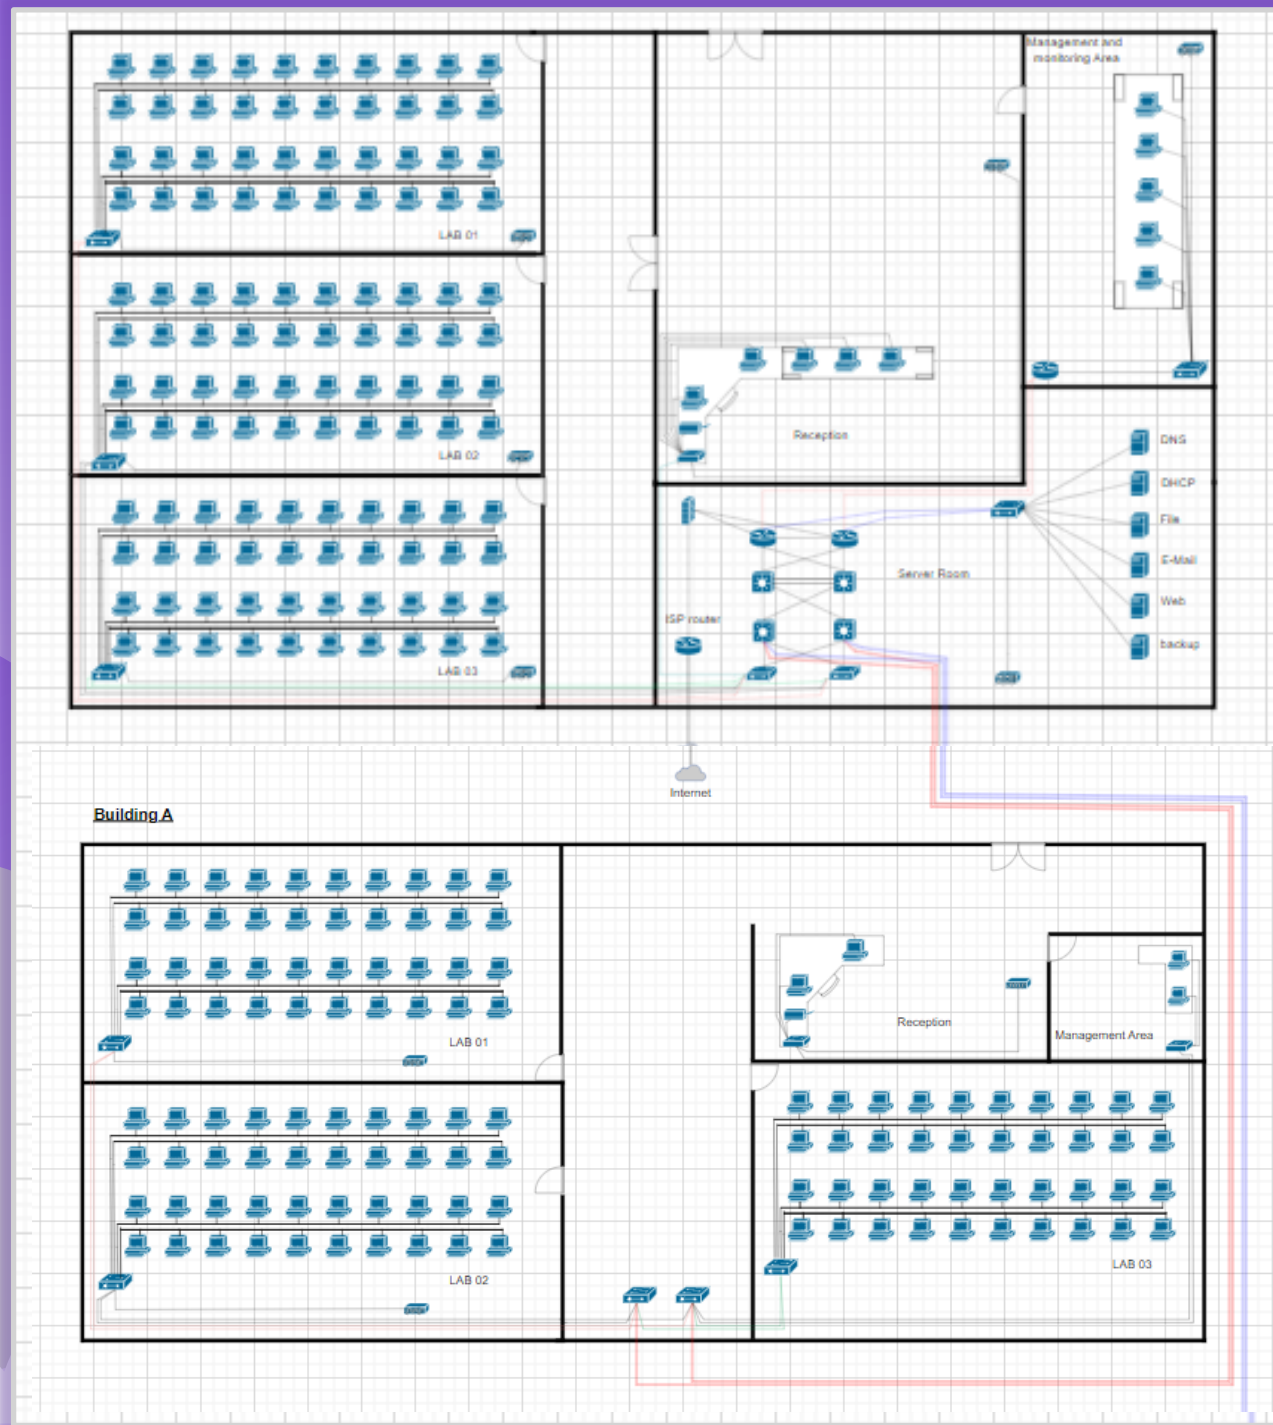 Management and
monitoring Area
LAB 01
LAB 02
Reception
DNS
DHCP
File
E-Mail
Web
backup
Server Room
ISP router
LAB 03
Internet
Building A
LAB 01
Reception
Management Area
LAB 02
LAB 03